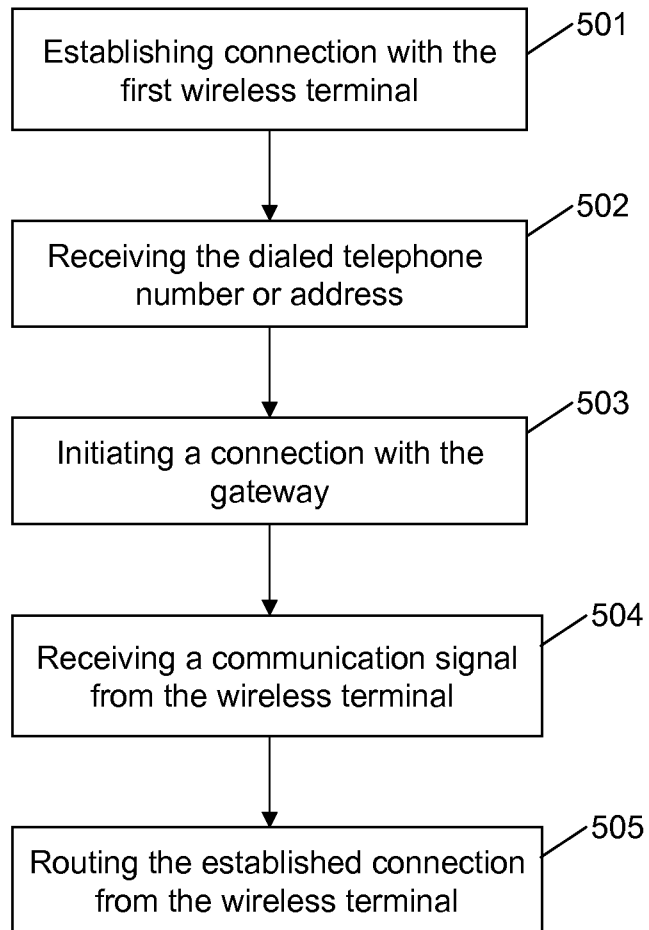 501
Establishing connection with the
first wireless terminal
502
Receiving the dialed telephone
number or address
503
Initiating a connection with the
gateway
504
Receiving a communication signal
from the wireless terminal
505
Routing the established connection
from the wireless terminal